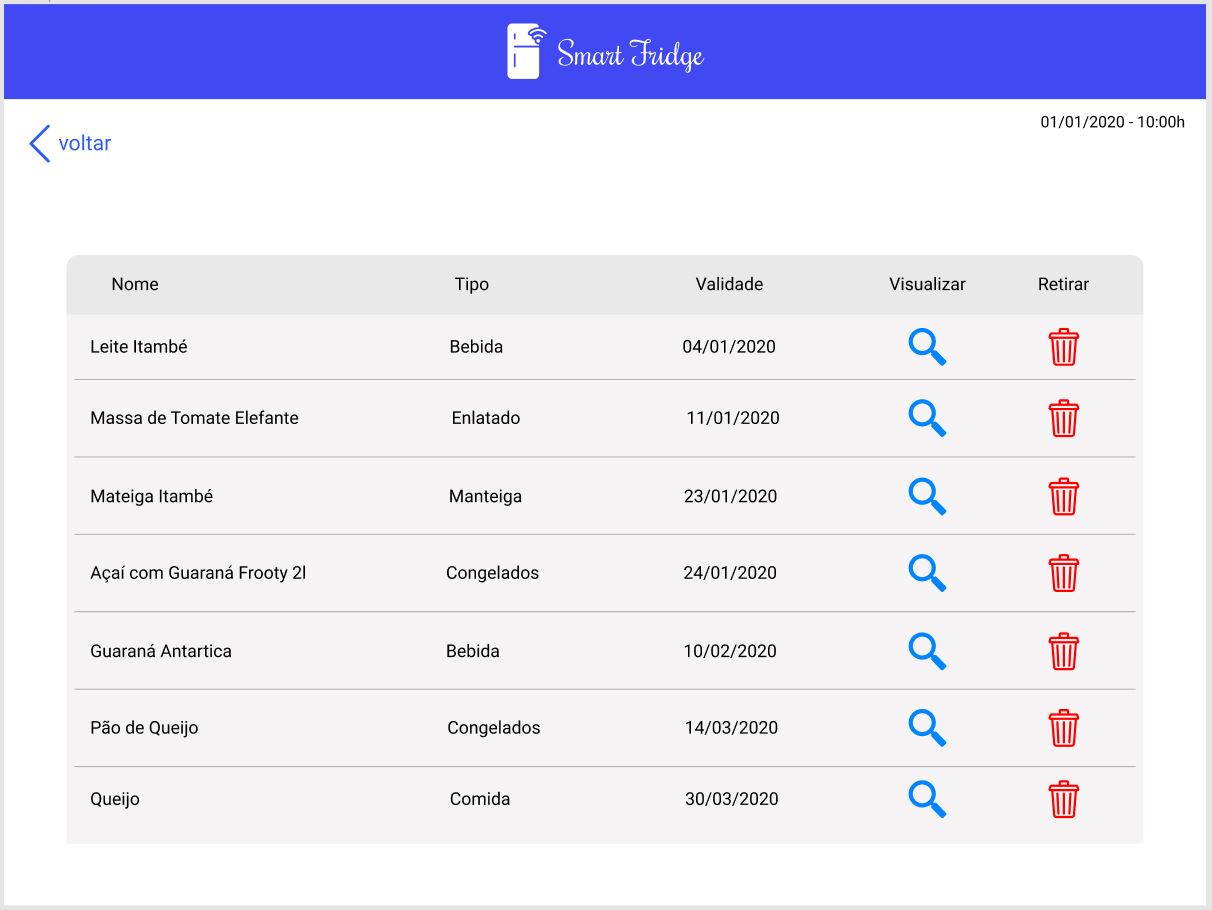 Smart Fridge
01/01/2020 - 10:00h
voltar
Nome Tipo Validade Visualizar Retirar
Leite Itambé Bebida 04/01/2020
Massa de Tomate Elefante Enlatado 11/01/2020
Mateiga Itambé Manteiga 23/01/2020
Açaí com Guaraná Frooty 2l Congelados 24/01/2020
Guaraná Antartica Bebida 10/02/2020
Pão de Queijo Congelados 14/03/2020
Queijo Comida 30/03/2020